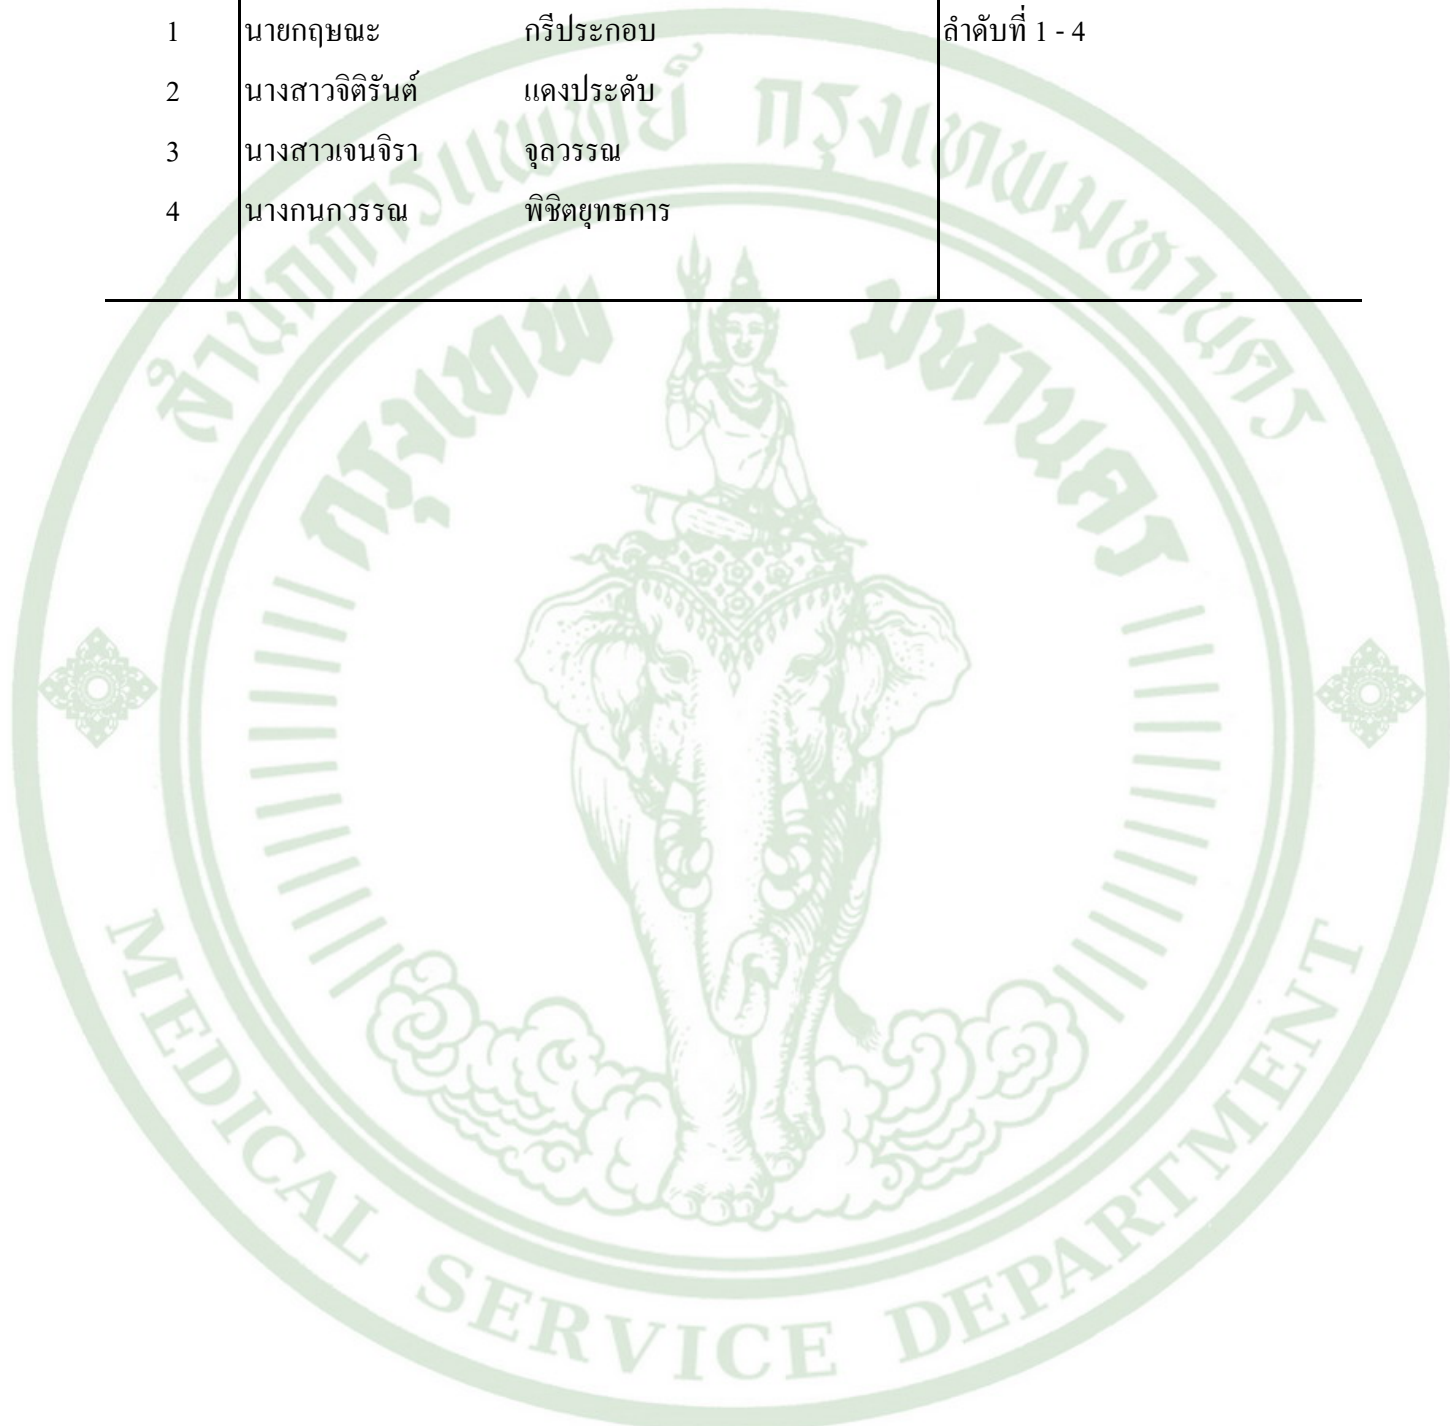 1 นายกฤษณะ กรีประกอบ ลำดับที่ 1 - 4
2 นางสาวจิติรันต์ แดงประดับ
3 นางสาวเจนจิรา จุลวรรณ
4 นางกนกวรรณ พิชิตยุทธการ
สำนักการแพทย์ กรุงเทพมหานคร
กรุงเทพ มหานคร
MEDICAL SERVICE DEPARTMENT